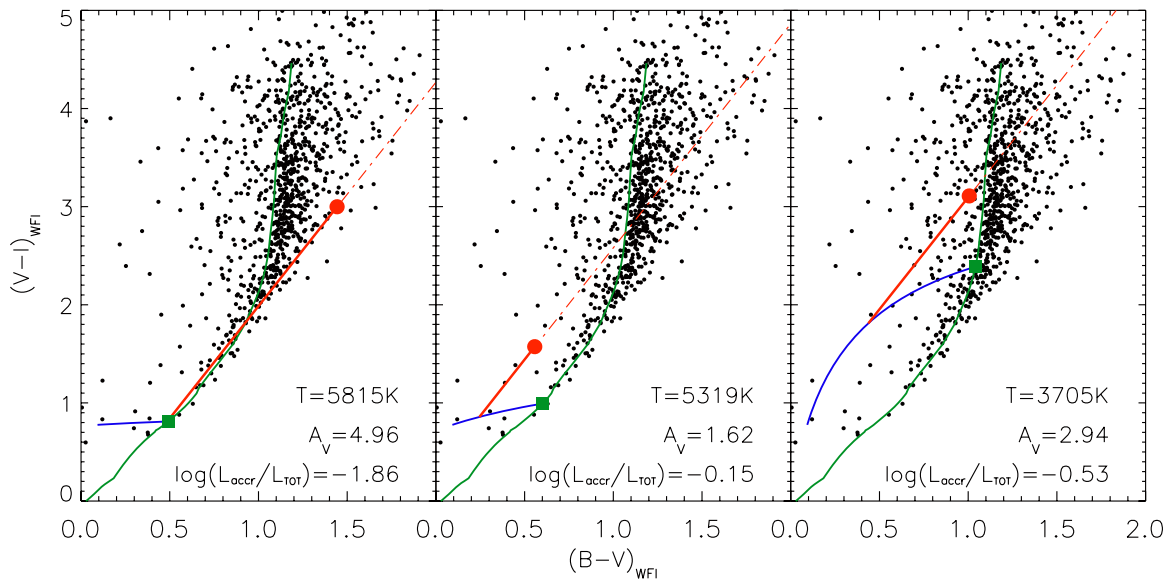 (V−I)WFI
5
4
3
2
1
0
T=5815K
AV=4.96
log(Laccr/LTOT)=−1.86
T=5319K
AV=1.62
log(Laccr/LTOT)=−0.15
T=3705K
AV=2.94
log(Laccr/LTOT)=−0.53
0.0 0.5 1.0 1.5 0.0 0.5 1.0 1.5 0.0 0.5 1.0 1.5 2.0
(B−V)WFI